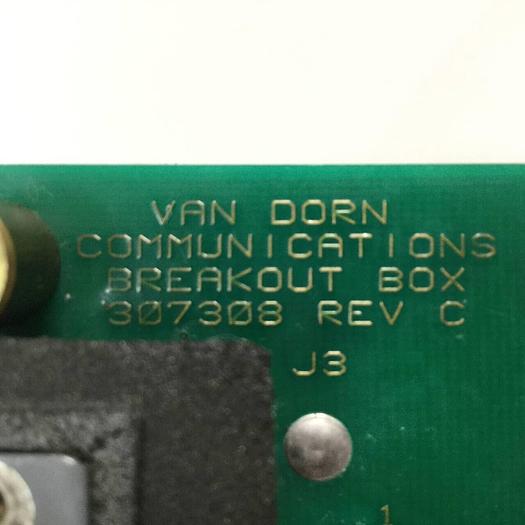 VAN DORN
COMMUNICATIONS
BREAKOUT BOX
307308 REV C
J3
1